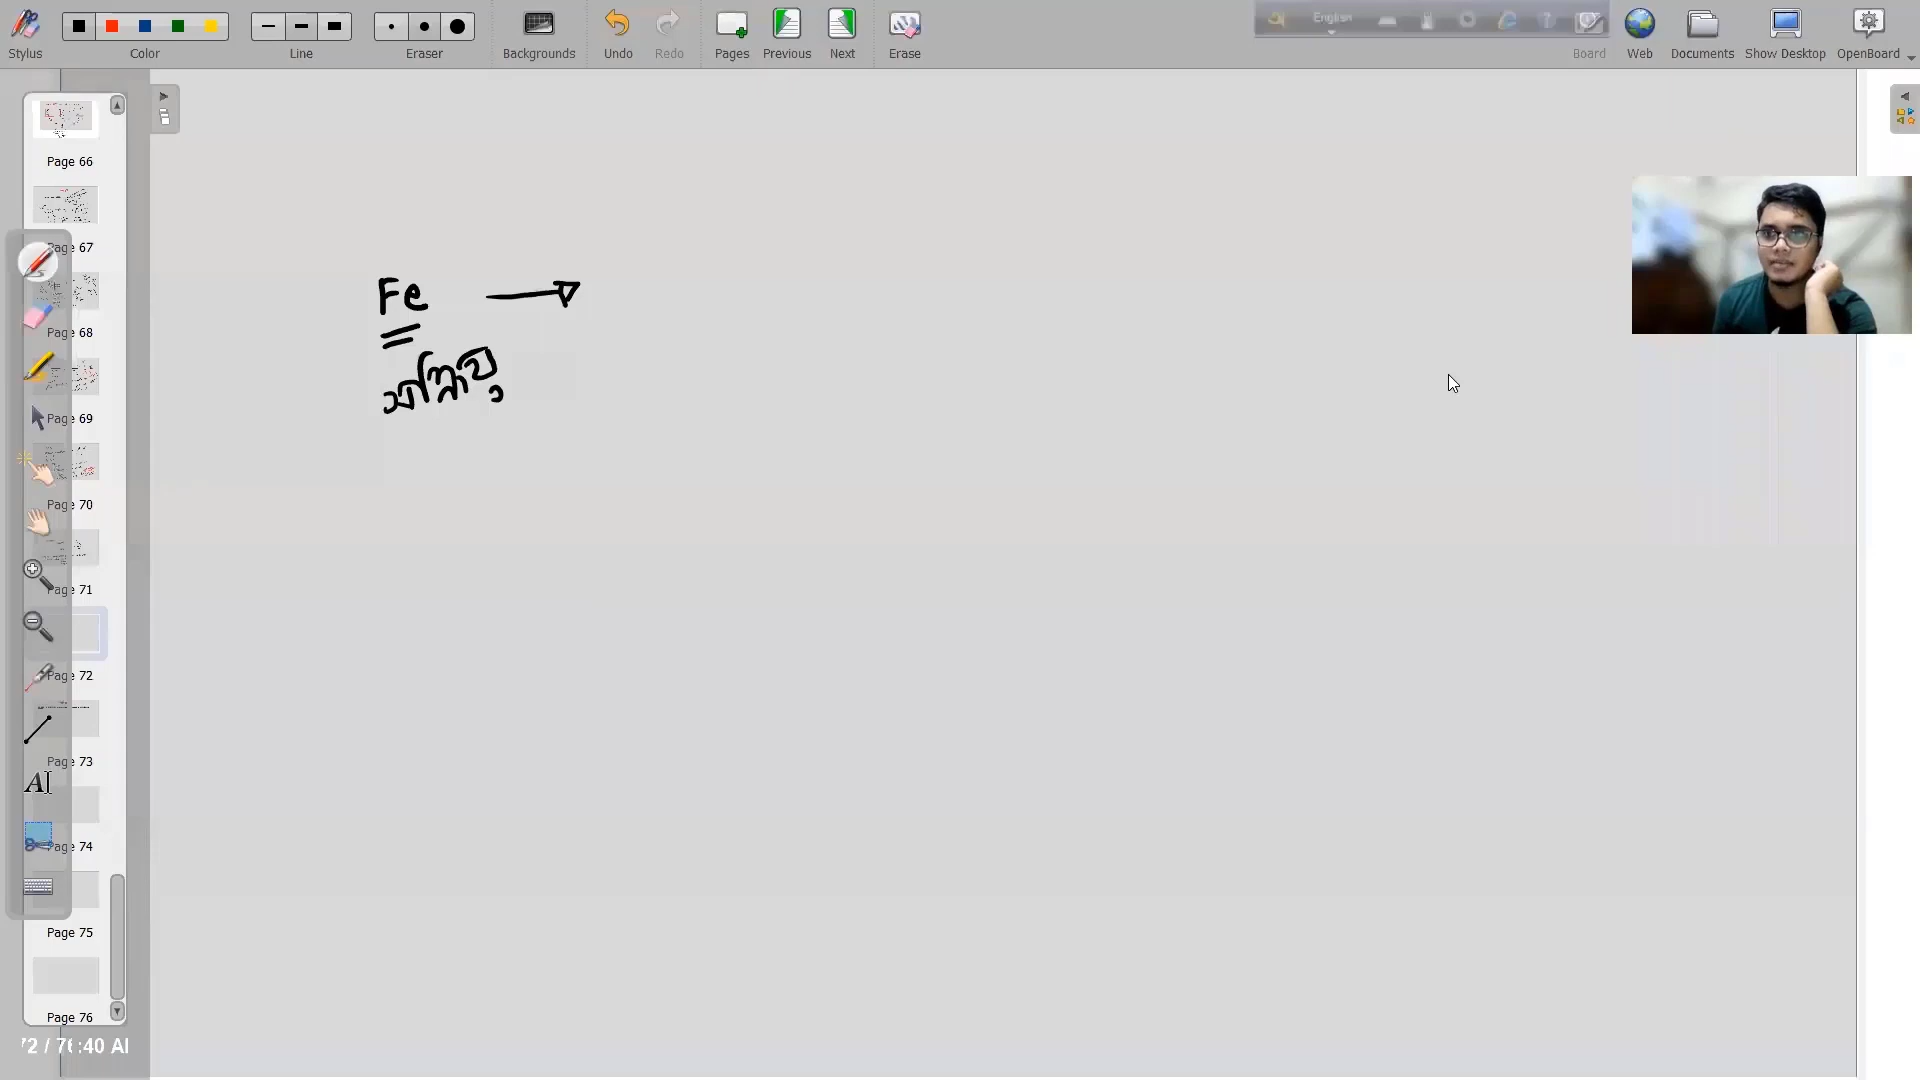 Stylus Color Line Eraser Backgrounds Undo Redo Pages Previous Next Erase English Board Web Documents Show Desktop OpenBoard
Page 66
Page 67
Page 68
Page 69
Page 70
Page 71
Page 72
Page 73
Page 74
Page 75
Page 76
Fe